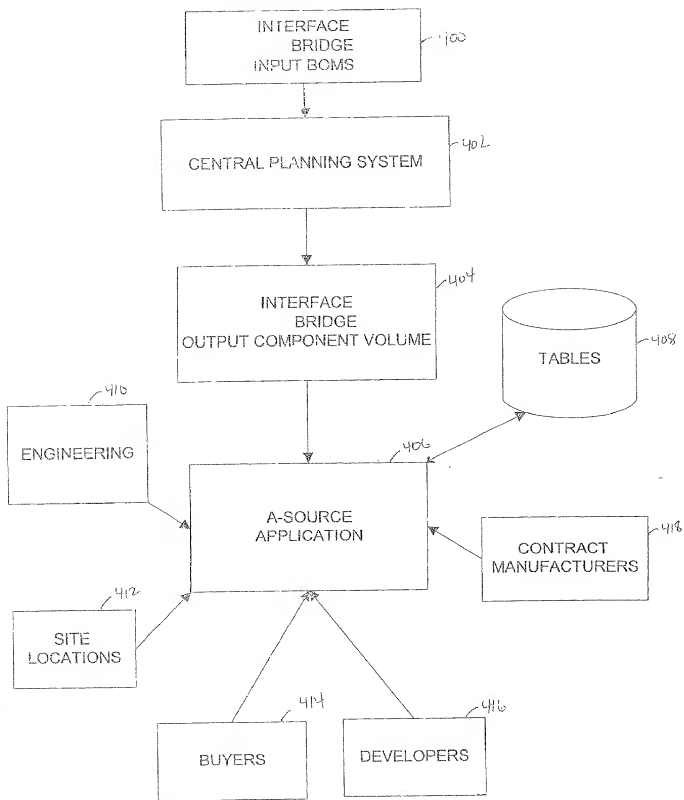 INTERFACE
BRIDGE
INPUT BOMS
400
CENTRAL PLANNING SYSTEM
402
404
INTERFACE
BRIDGE
OUTPUT COMPONENT VOLUME
TABLES
408
410
ENGINEERING
406
A-SOURCE
APPLICATION
418
CONTRACT
MANUFACTURERS
412
SITE
LOCATIONS
414
BUYERS
416
DEVELOPERS